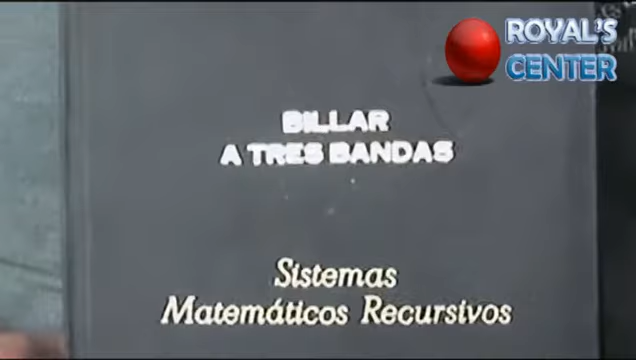 ROYAL'S
CENTER
BILLAR
A TRES BANDAS
Sistemas
Matemáticos Recursivos